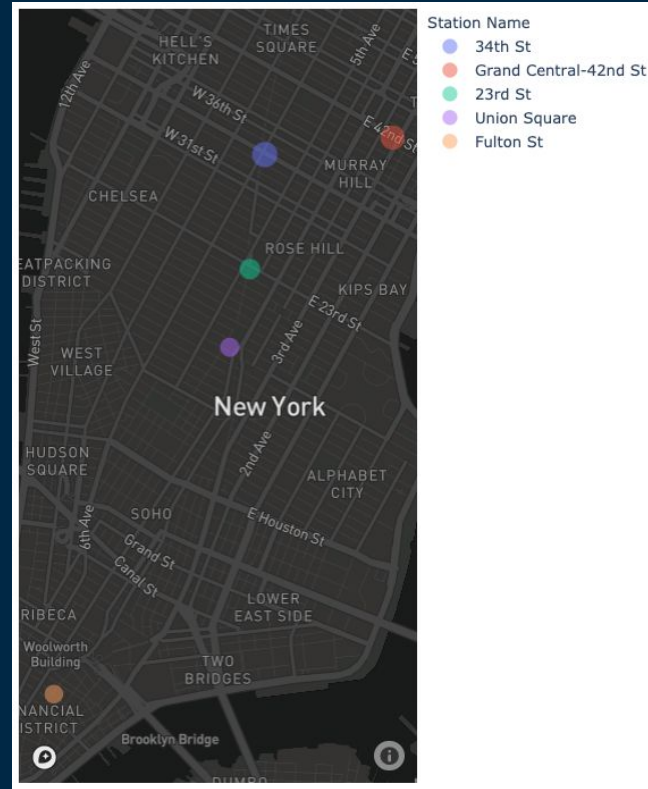 TIMES
SQUARE
HELL'S
KITCHEN
5th Ave
12th Ave
W 36th St
E 42nd St
W 31st St
MURRAY
HILL
CHELSEA
ROSE HILL
EATPACKING
DISTRICT
KIPS BAY
E 23rd St
West St
3rd Ave
WEST
VILLAGE
New York
2nd Ave
HUDSON
SQUARE
ALPHABET
CITY
6th Ave
SOHO
E Houston St
Grand St
Canal St
LOWER
EAST SIDE
RIBECA
Woolworth
Building
TWO
BRIDGES
NANCIAL
ISTRICT
Brooklyn Bridge
DUMBO
Station Name
34th St
Grand Central-42nd St
23rd St
Union Square
Fulton St